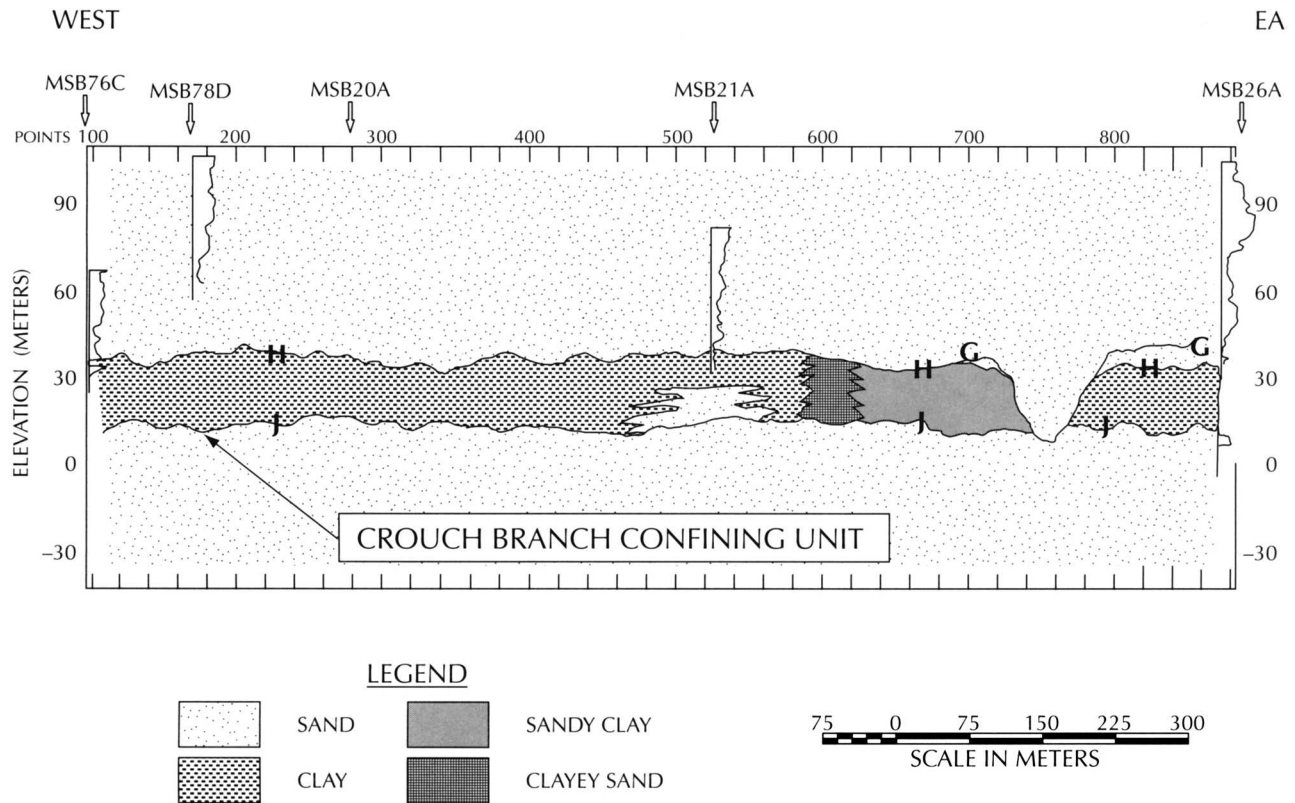 WEST EA
MSB76C MSB78D MSB20A MSB21A MSB26A
POINTS 100 200 300 400 500 600 700 800
90 90
60 60
H G G
30 H H 30
J J J
0 0
ELEVATION (METERS)
CROUCH BRANCH CONFINING UNIT
–30 –30
LEGEND
SAND SANDY CLAY
75 0 75 150 225 300
SCALE IN METERS
CLAY CLAYEY SAND